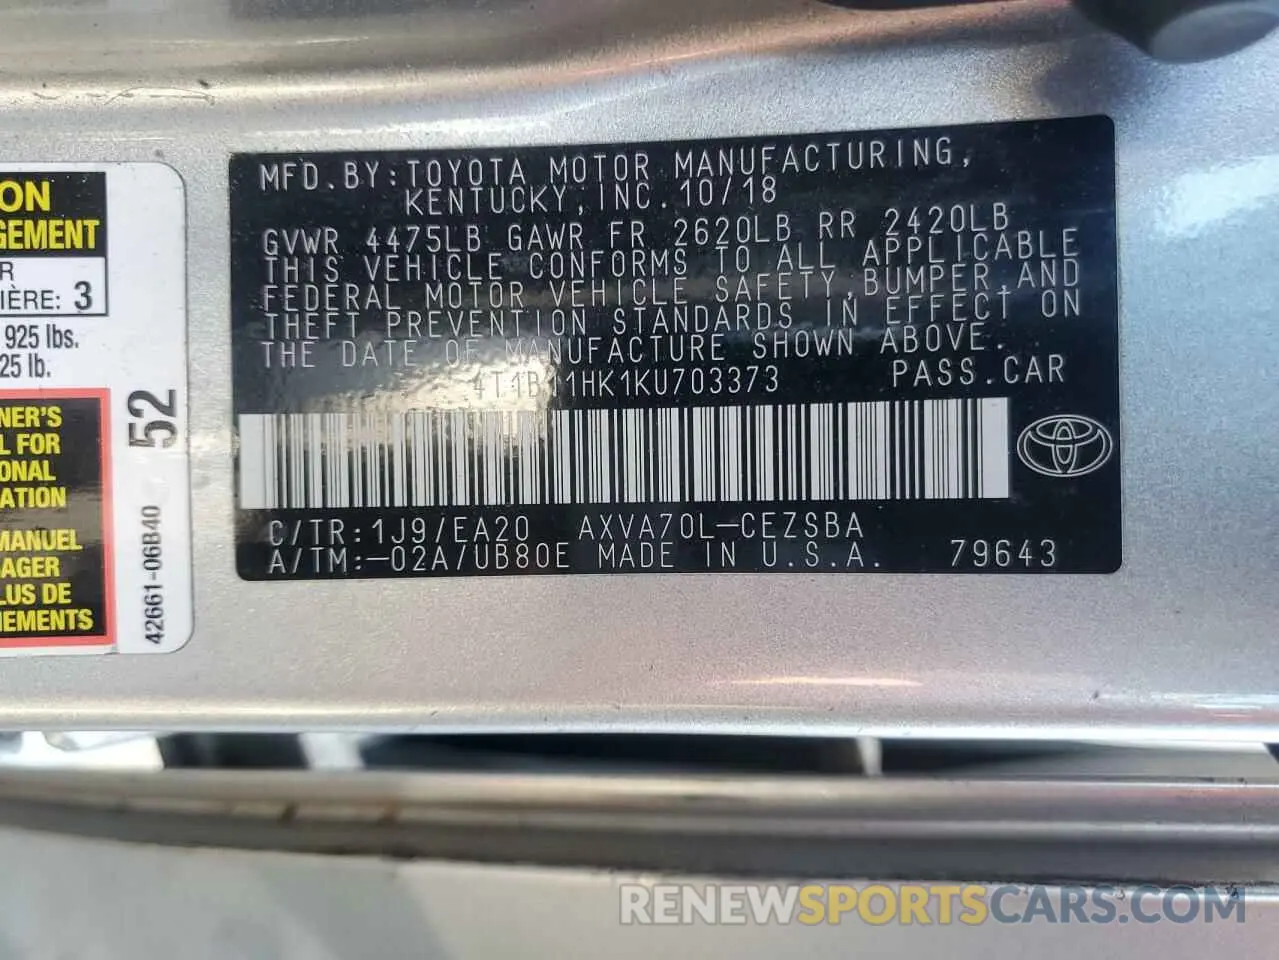 ON
GEMENT
R
IÈRE: 3
925 lbs.
25 lb.
NER'S
L FOR
ONAL
ATION
MANUEL
AGER
LUS DE
NEMENTS
52
42661-06B40
MFD.BY:TOYOTA MOTOR MANUFACTURING,
KENTUCKY,INC.10/18
GVWR 4475LB GAWR FR 2620LB RR 2420LB
THIS VEHICLE CONFORMS TO ALL APPLICABLE
FEDERAL MOTOR VEHICLE SAFETY,BUMPER,AND
THEFT PREVENTION STANDARDS IN EFFECT ON
THE DATE OF MANUFACTURE SHOWN ABOVE.
4T1B11HK1KU703373 PASS.CAR
C/TR:1J9/EA20 AXVA70L-CEZSBA
A/TM:-02A/UB80E MADE IN U.S.A. 79643
RENEWSPORTSCARS.COM